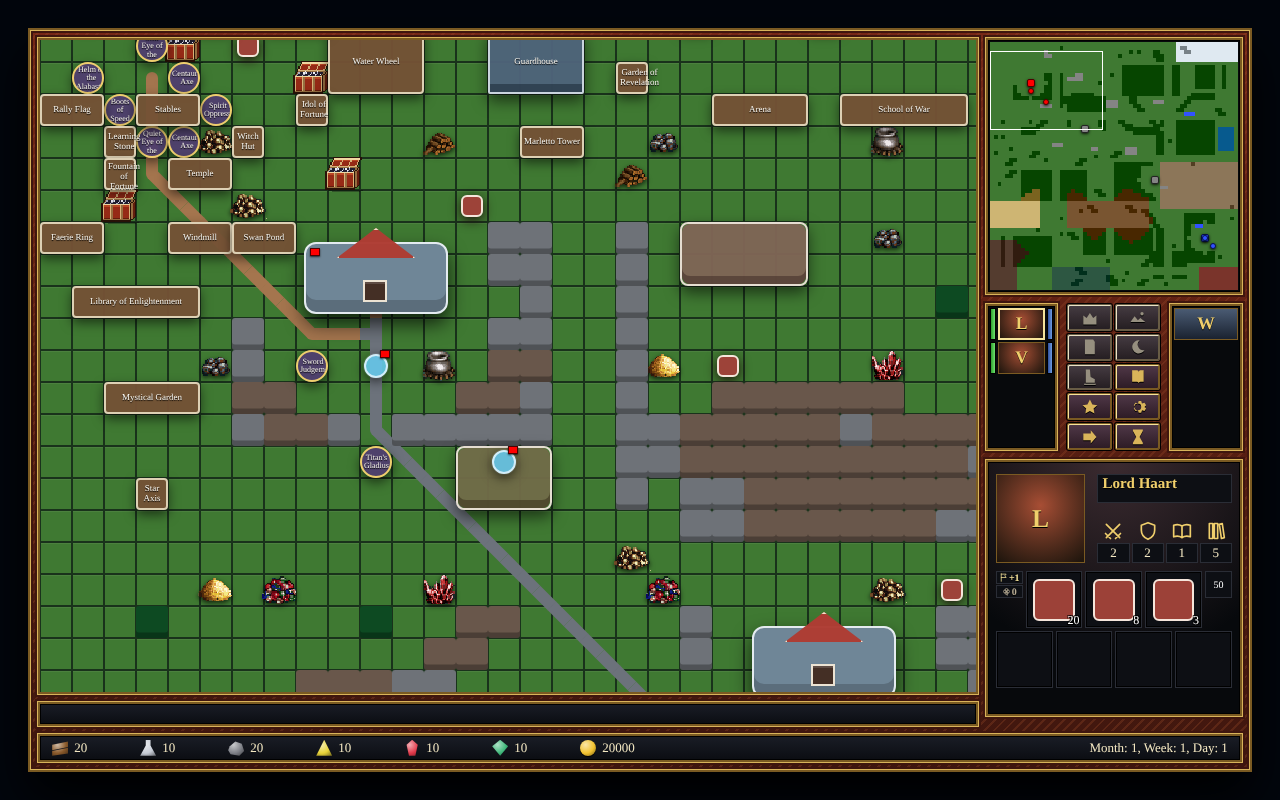 Eye of
the
Helm
the
Alabas
Centaur
Axe
Water Wheel
Guardhouse
Garden of
Revelation
Rally Flag
Boots
of
Speed
Stables
Spirit
Oppres
Idol of
Fortune
Arena
School of War
Learning
Stone
Quiet
Eye of
the
Centaur
Axe
Witch
Hut
Marletto Tower
Fountain
of
Fortune
Temple
Faerie Ring
Windmill
Swan Pond
Library of Enlightenment
Sword
Judgem
Mystical Garden
Titan's
Gladius
Star
Axis
L
V
W
L
Lord Haart
2
2
1
5
+1
0
20
8
3
50
20
10
20
10
10
10
20000
Month: 1, Week: 1, Day: 1